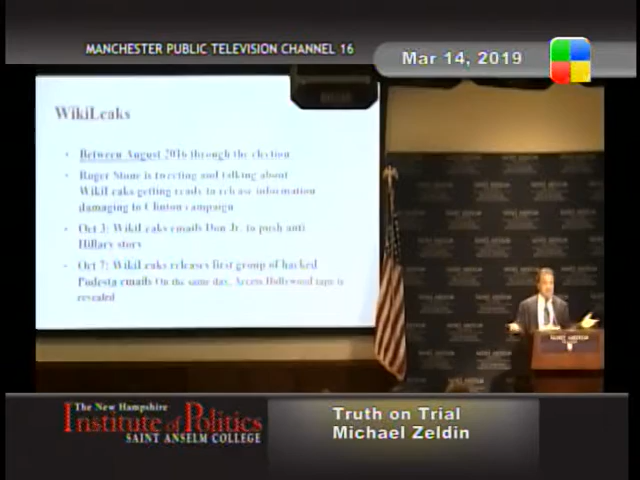 MANCHESTER PUBLIC TELEVISION CHANNEL 16
Mar 14, 2019
WikiLeaks
• Between August 2016 through the election
• Roger Stone is tweeting and talking about
WikiLeaks getting ready to release information
damaging to Clinton campaign
• Oct 3: WikiLeaks emails Don Jr. to push anti
Hillary story
• Oct 7: WikiLeaks releases first group of hacked
Podesta emails On the same day, Access Hollywood tape is
revealed
SAINT ANSELM
The New Hampshire
Institute of Politics
SAINT ANSELM COLLEGE
Truth on Trial
Michael Zeldin